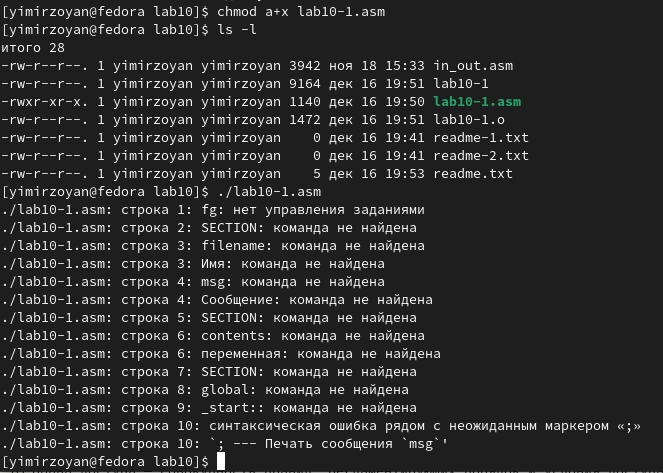 [yimirzoyan@fedora lab10]$ chmod a+x lab10-1.asm
[yimirzoyan@fedora lab10]$ ls -l
итого 28
-rw-r--r--. 1 yimirzoyan yimirzoyan 3942 ноя 18 15:33 in_out.asm
-rw-r--r--. 1 yimirzoyan yimirzoyan 9164 дек 16 19:51 lab10-1
-rwxr-xr-x. 1 yimirzoyan yimirzoyan 1140 дек 16 19:50 lab10-1.asm
-rw-r--r--. 1 yimirzoyan yimirzoyan 1472 дек 16 19:51 lab10-1.o
-rw-r--r--. 1 yimirzoyan yimirzoyan    0 дек 16 19:41 readme-1.txt
-rw-r--r--. 1 yimirzoyan yimirzoyan    0 дек 16 19:41 readme-2.txt
-rw-r--r--. 1 yimirzoyan yimirzoyan    5 дек 16 19:53 readme.txt
[yimirzoyan@fedora lab10]$ ./lab10-1.asm
./lab10-1.asm: строка 1: fg: нет управления заданиями
./lab10-1.asm: строка 2: SECTION: команда не найдена
./lab10-1.asm: строка 3: filename: команда не найдена
./lab10-1.asm: строка 3: Имя: команда не найдена
./lab10-1.asm: строка 4: msg: команда не найдена
./lab10-1.asm: строка 4: Сообщение: команда не найдена
./lab10-1.asm: строка 5: SECTION: команда не найдена
./lab10-1.asm: строка 6: contents: команда не найдена
./lab10-1.asm: строка 6: переменная: команда не найдена
./lab10-1.asm: строка 7: SECTION: команда не найдена
./lab10-1.asm: строка 8: global: команда не найдена
./lab10-1.asm: строка 9: _start:: команда не найдена
./lab10-1.asm: строка 10: синтаксическая ошибка рядом с неожиданным маркером «;»
./lab10-1.asm: строка 10: `; --- Печать сообщения `msg`'
[yimirzoyan@fedora lab10]$